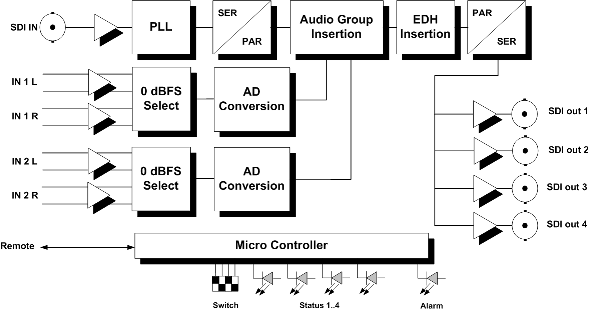 SDI IN
PLL
SER
PAR
Audio Group
Insertion
EDH
Insertion
PAR
SER
IN 1 L
IN 1 R
0 dBFS
Select
AD
Conversion
IN 2 L
IN 2 R
0 dBFS
Select
AD
Conversion
SDI out 1
SDI out 2
SDI out 3
SDI out 4
Remote
Micro Controller
Switch
Status 1..4
Alarm